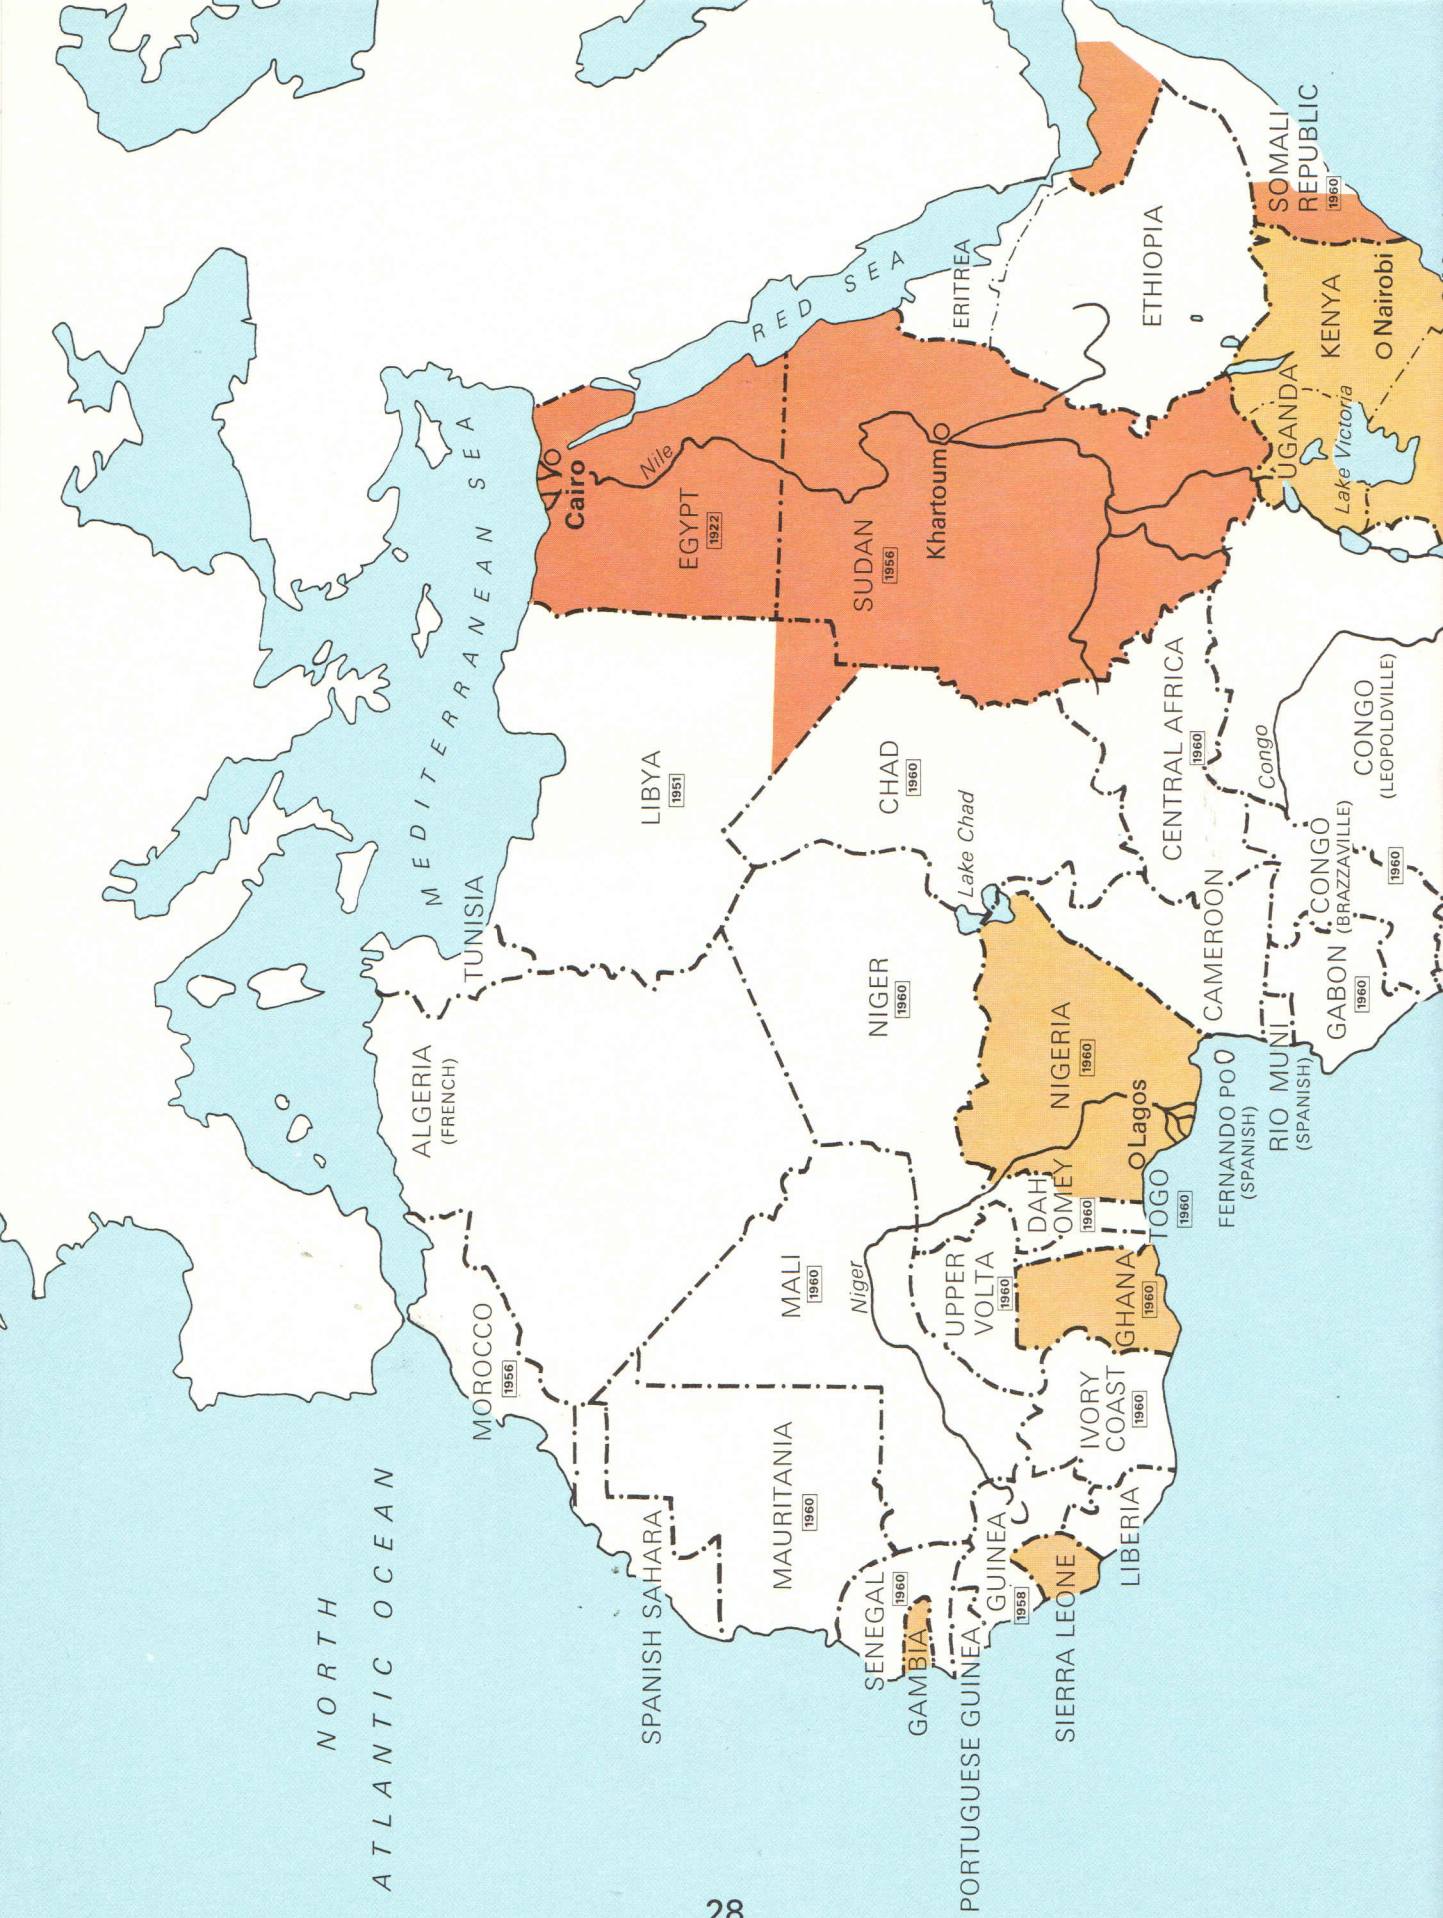 NORTH
ATLANTIC OCEAN
MEDITERRANEAN SEA
RED SEA
MOROCCO
1956
ALGERIA
(FRENCH)
TUNISIA
LIBYA
1951
Cairo
Nile
EGYPT
1922
SPANISH SAHARA
MAURITANIA
1960
MALI
1960
Niger
NIGER
1960
CHAD
1960
Lake Chad
SUDAN
1956
Khartoum
ERITREA
ETHIOPIA
SENEGAL
1960
GAMBIA
PORTUGUESE GUINEA
GUINEA
1958
SIERRA LEONE
LIBERIA
IVORY
COAST
1960
UPPER
VOLTA
1960
GHANA
1960
DAH
OMEY
1960
TOGO
1960
NIGERIA
1960
Lagos
FERNANDO PO
(SPANISH)
RIO MUNI
(SPANISH)
CAMEROON
CENTRAL AFRICA
1960
GABON
1960
CONGO
(BRAZZAVILLE)
1960
Congo
CONGO
(LEOPOLDVILLE)
UGANDA
Lake Victoria
KENYA
Nairobi
SOMALI
REPUBLIC
1960
28